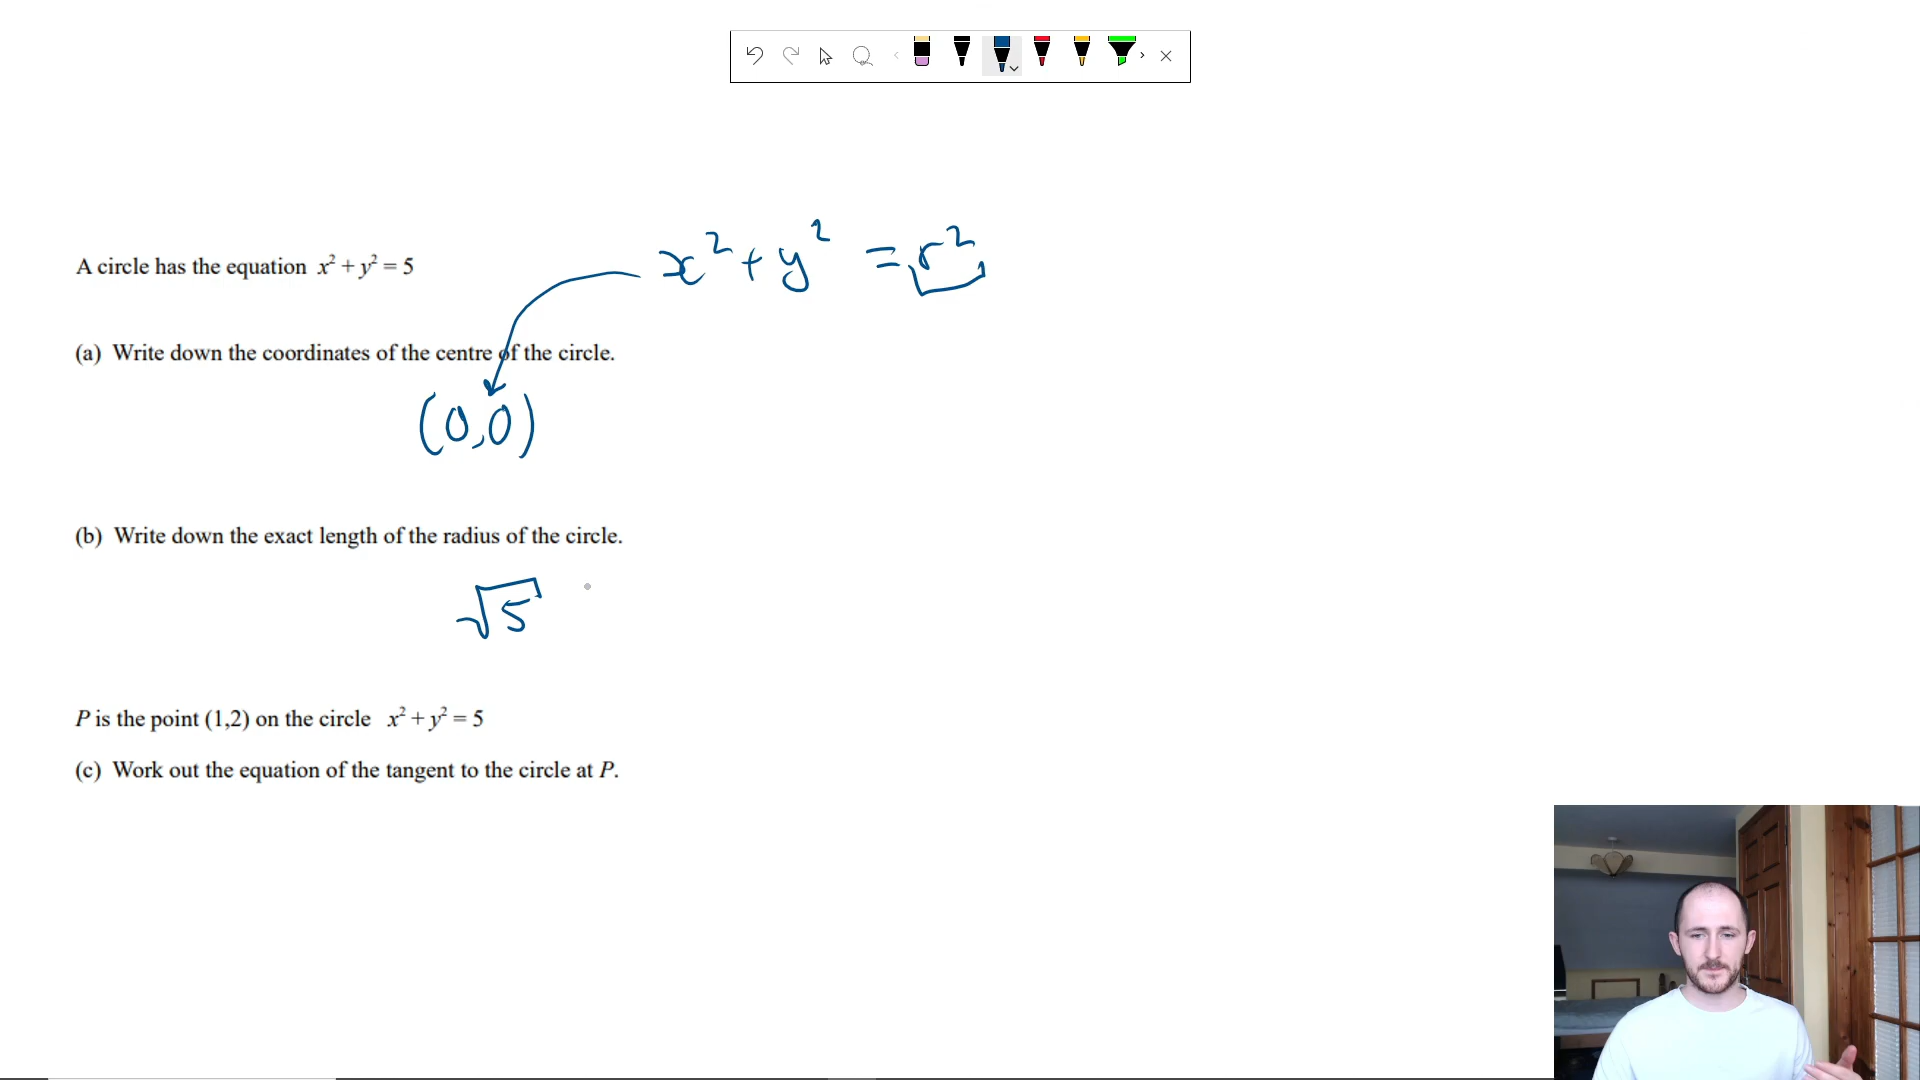 A circle has the equation x² + y² = 5
x² + y² = r²
(a) Write down the coordinates of the centre of the circle.
(0,0)
(b) Write down the exact length of the radius of the circle.
√5
P is the point (1,2) on the circle x² + y² = 5
(c) Work out the equation of the tangent to the circle at P.